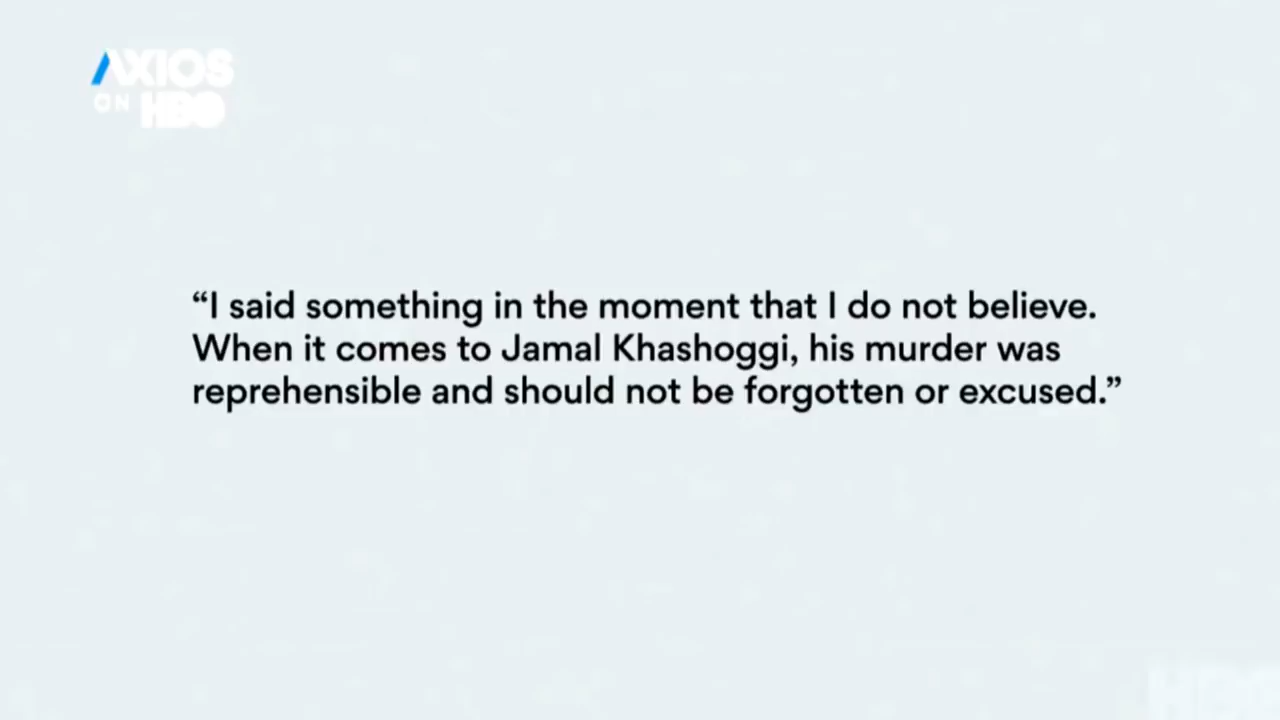 AXIOS
ON HBO
“I said something in the moment that I do not believe.
When it comes to Jamal Khashoggi, his murder was
reprehensible and should not be forgotten or excused.”
HBO